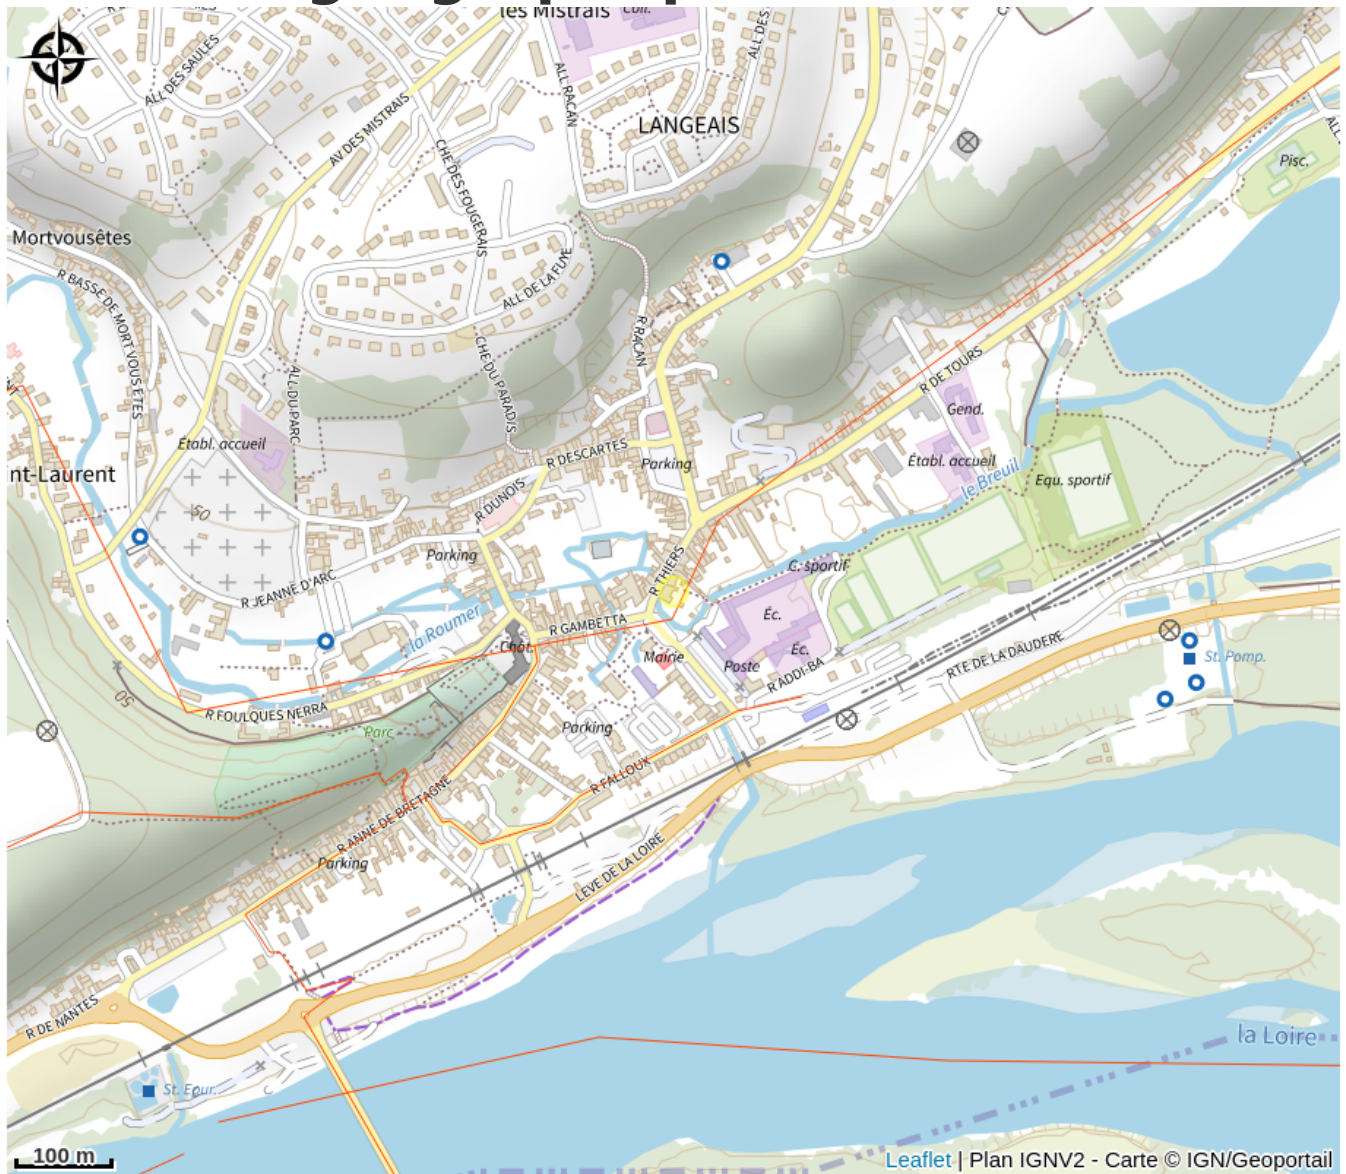 les Mistrais
Coll.
ALL DES SAULES
ALL RACAN
ALL DES
AV DES MISTRAIS
LANGEAIS
CHE DES FOUGERAIS
Pisc.
Mortvousêtes
R BASSE DE MORT VOUS ETES
ALL DE LA FUYE
R RACAN
CHE DU PARADIS
ALL DU PARC
R DE TOURS
Gend.
Établ. accueil
R DESCARTES
Parking
Établ. accueil
nt-Laurent
le Breuil
Equ. sportif
R DUNOIS
50
Parking
R THIERS
C. sportif
R JEANNE D'ARC
la Roumer
R GAMBETTA
Éc.
Chât.
Mairie
Éc.
Poste
R ADDI-BA
RTE DE LA DAUDERE
St. Pomp.
50
R FOULQUES NERRA
Parc
Parking
R FALLOUX
R ANNE DE BRETAGNE
Parking
LEVE DE LA LOIRE
R DE NANTES
la Loire
St. Epur.
100 m
Leaflet | Plan IGNV2 - Carte © IGN/Geoportail